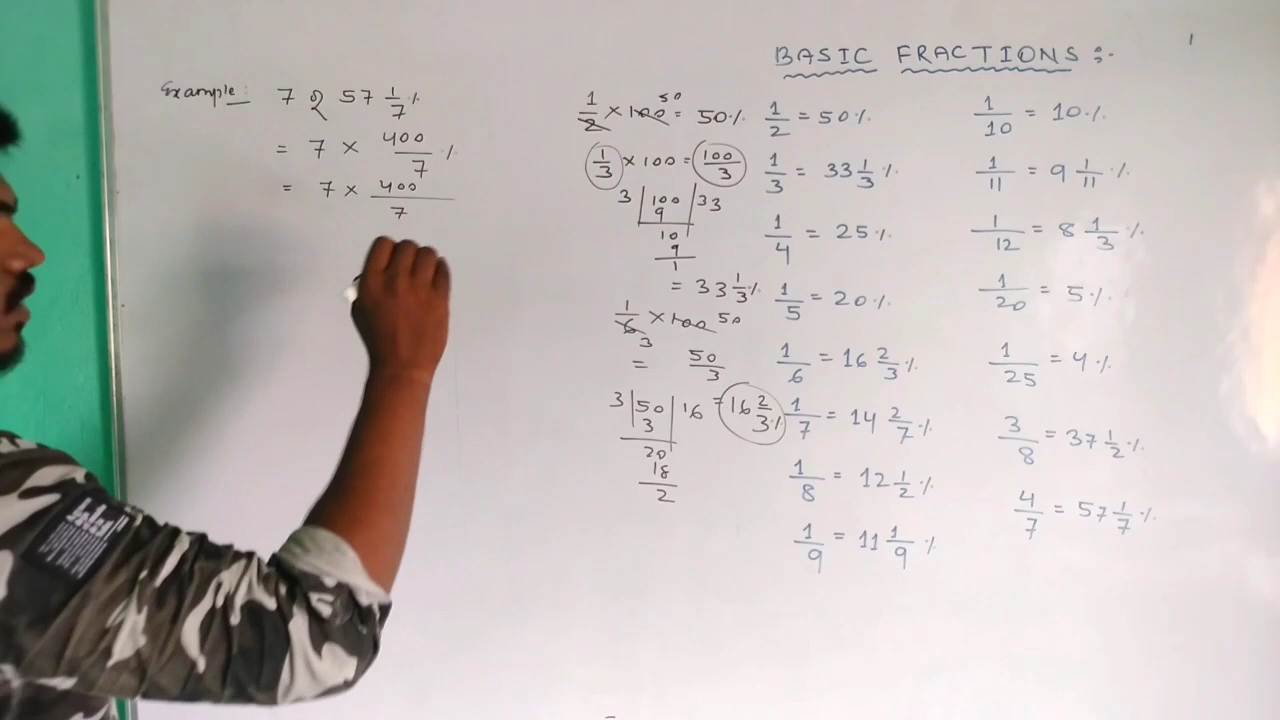 BASIC FRACTIONS :-
Example: 7 వ 57 1/7 %
= 7 × 400/7 %
= 7 × 400/7
1/2 × 100 = 50%
50
1/3 × 100 = 100/3
3 | 100 | 33
9
10
9
1
= 33 1/3 %
1/6 × 100 50
3
= 50/3
3 | 50 | 16 = 16 2/3 %
3
20
18
2
1/2 = 50%
1/3 = 33 1/3 %
1/4 = 25%
1/5 = 20%
1/6 = 16 2/3 %
1/7 = 14 2/7 %
1/8 = 12 1/2 %
1/9 = 11 1/9 %
1/10 = 10%
1/11 = 9 1/11 %
1/12 = 8 1/3 %
1/20 = 5%
1/25 = 4%
3/8 = 37 1/2 %
4/7 = 57 1/7 %